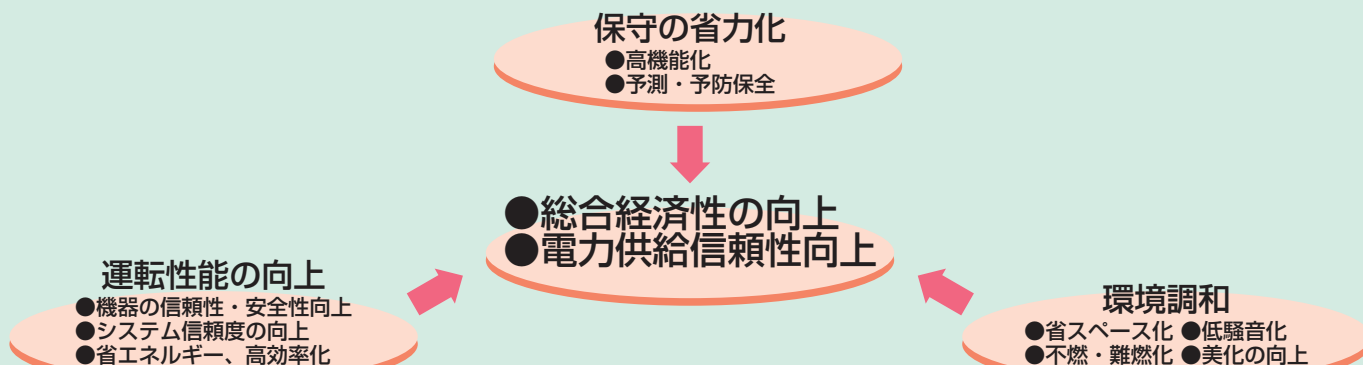 保守の省力化
●高機能化
●予測・予防保全
●総合経済性の向上
●電力供給信頼性向上
運転性能の向上
●機器の信頼性・安全性向上
●システム信頼度の向上
●省エネルギー、高効率化
環境調和
●省スペース化 ●低騒音化
●不燃・難燃化 ●美化の向上